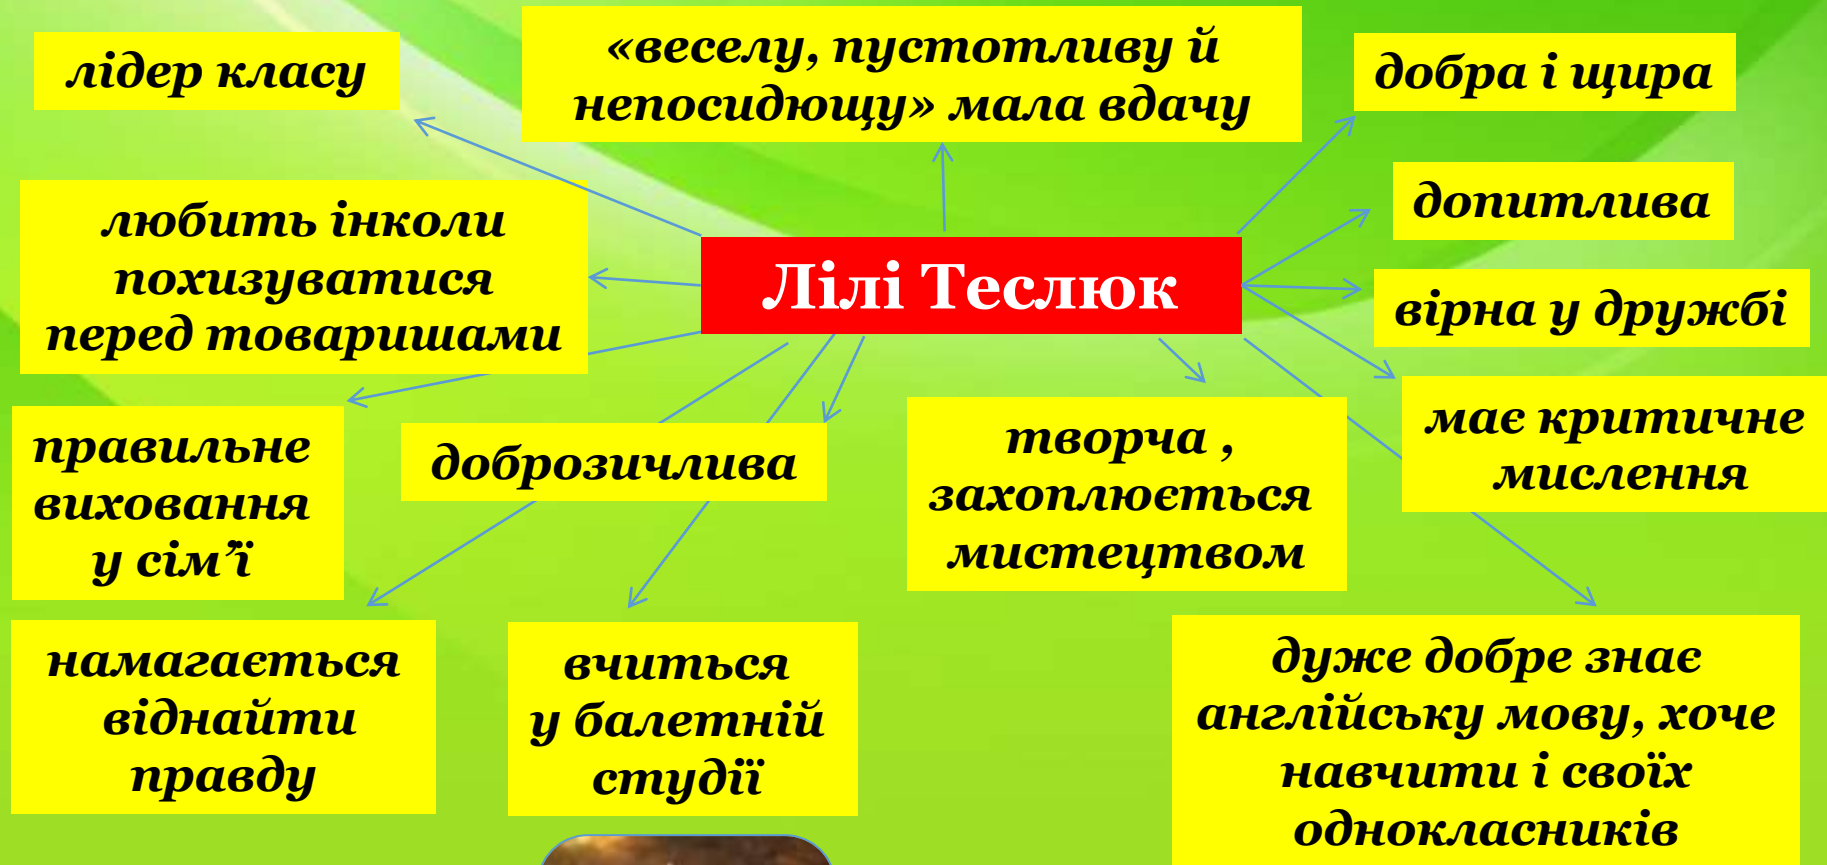 лідер класу
«веселу, пустотливу й
непосидющу» мала вдачу
добра і щира
любить інколи
похизуватися
перед товаришами
Лілі Теслюк
допитлива
вірна у дружбі
правильне
виховання
у сім’ї
доброзичлива
творча ,
захоплюється
мистецтвом
має критичне
мислення
намагається
віднайти
правду
вчиться
у балетній
студії
дуже добре знає
англійську мову, хоче
навчити і своїх
однокласників